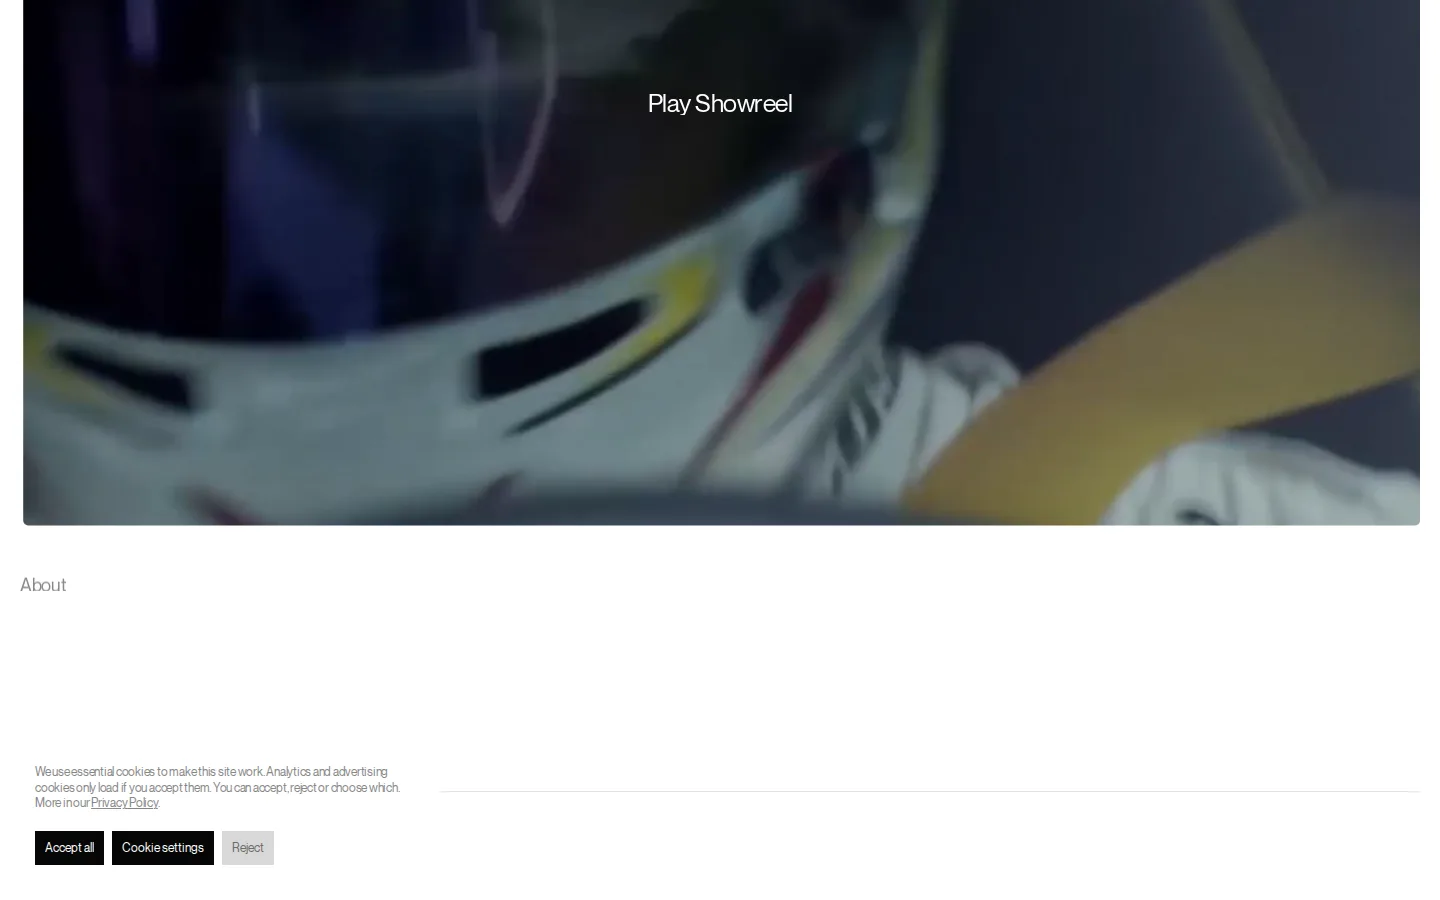 Play Showreel
About
We use essential cookies to make this site work. Analytics and advertising
cookies only load if you accept them. You can accept, reject or choose which.
More in our Privacy Policy.
Accept all
Cookie settings
Reject